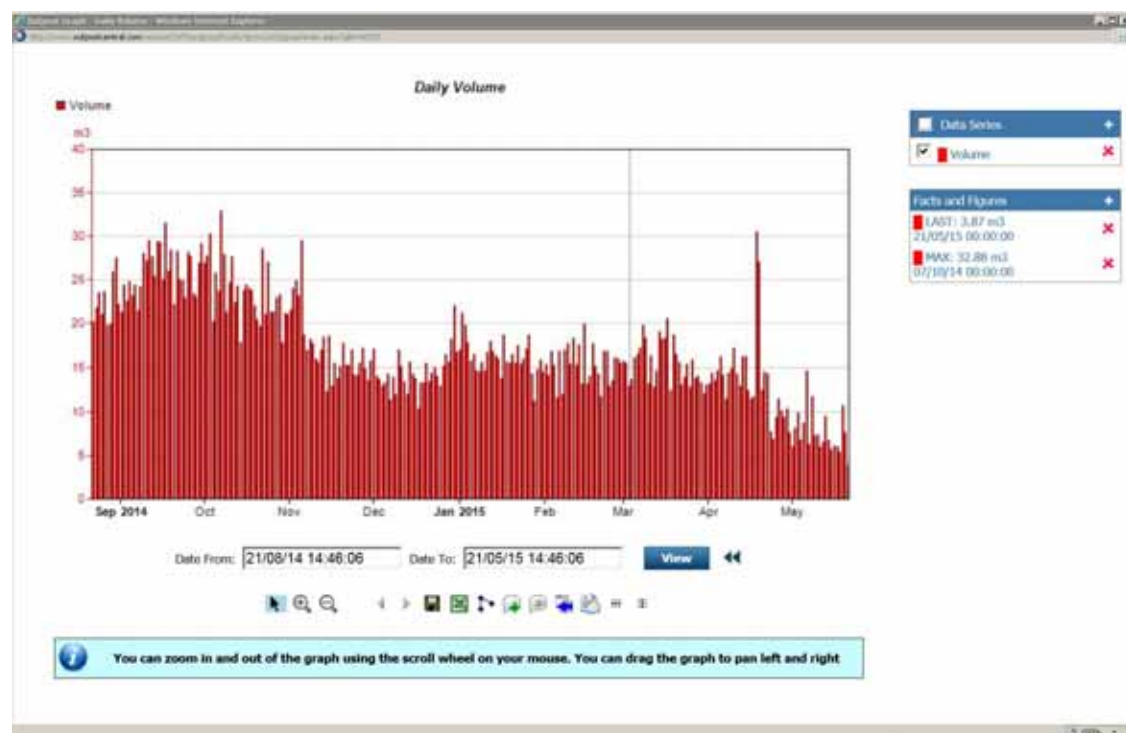 Daily Volume
Volume
m3
40
35
30
25
20
15
10
5
0
Sep 2014 Oct Nov Dec Jan 2015 Feb Mar Apr May
Data Series
Volume
Facts and Figures
LAST: 3.87 m3
21/05/15 00:00:00
MAX: 32.86 m3
07/10/14 00:00:00
Date From: 21/08/14 14:46:06 Date To: 21/05/15 14:46:06 View
You can zoom in and out of the graph using the scroll wheel on your mouse. You can drag the graph to pan left and right